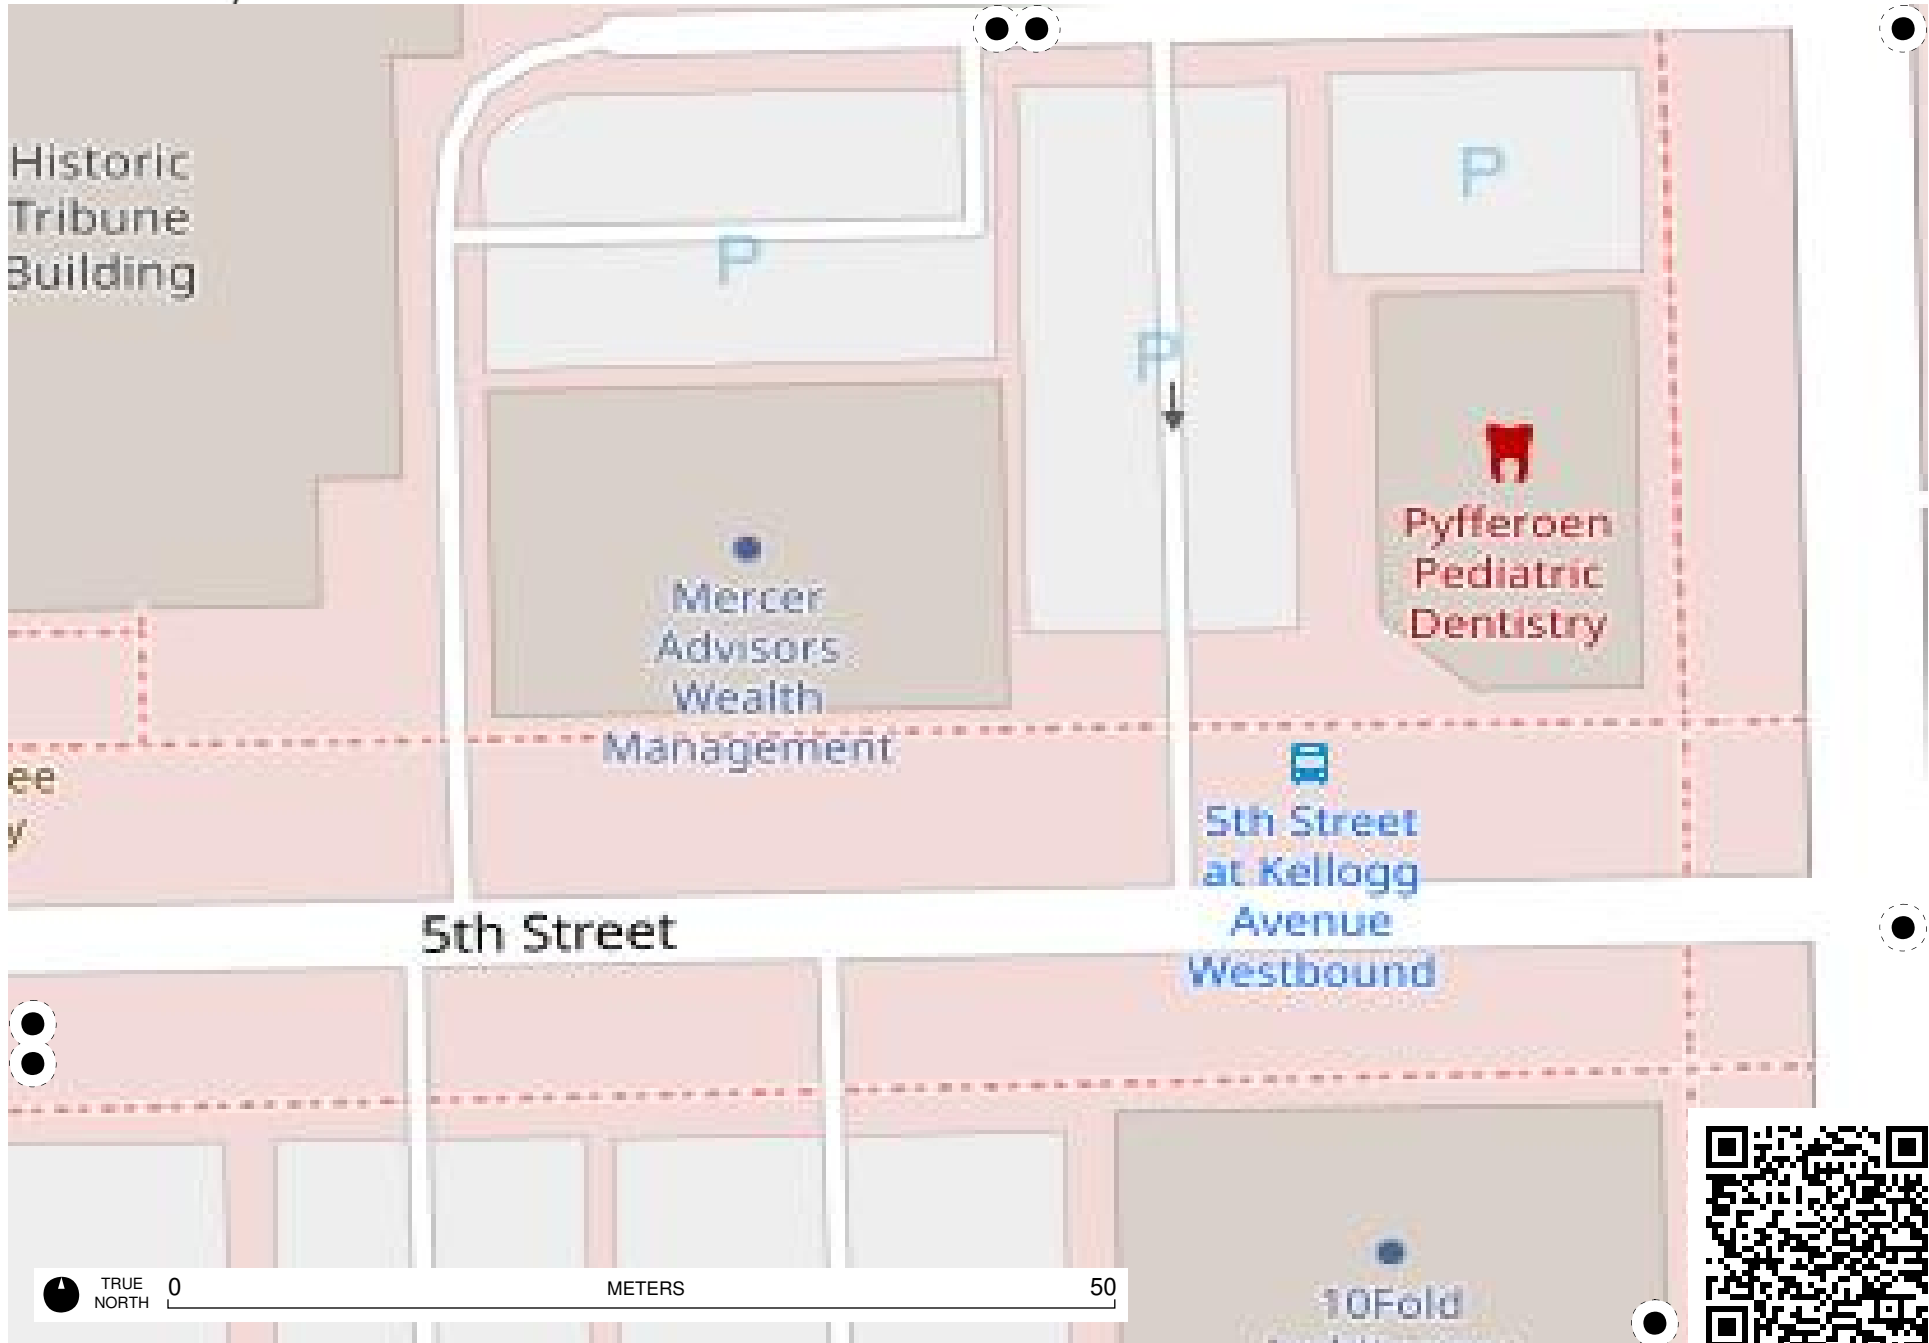 Historic
Tribune
Building
P
P
P
Pyfferoen
Pediatric
Dentistry
Mercer
Advisors
Wealth
Management
ee
y
5th Street
at Kellogg
Avenue
Westbound
5th Street
TRUE
NORTH
0
METERS
50
10Fold